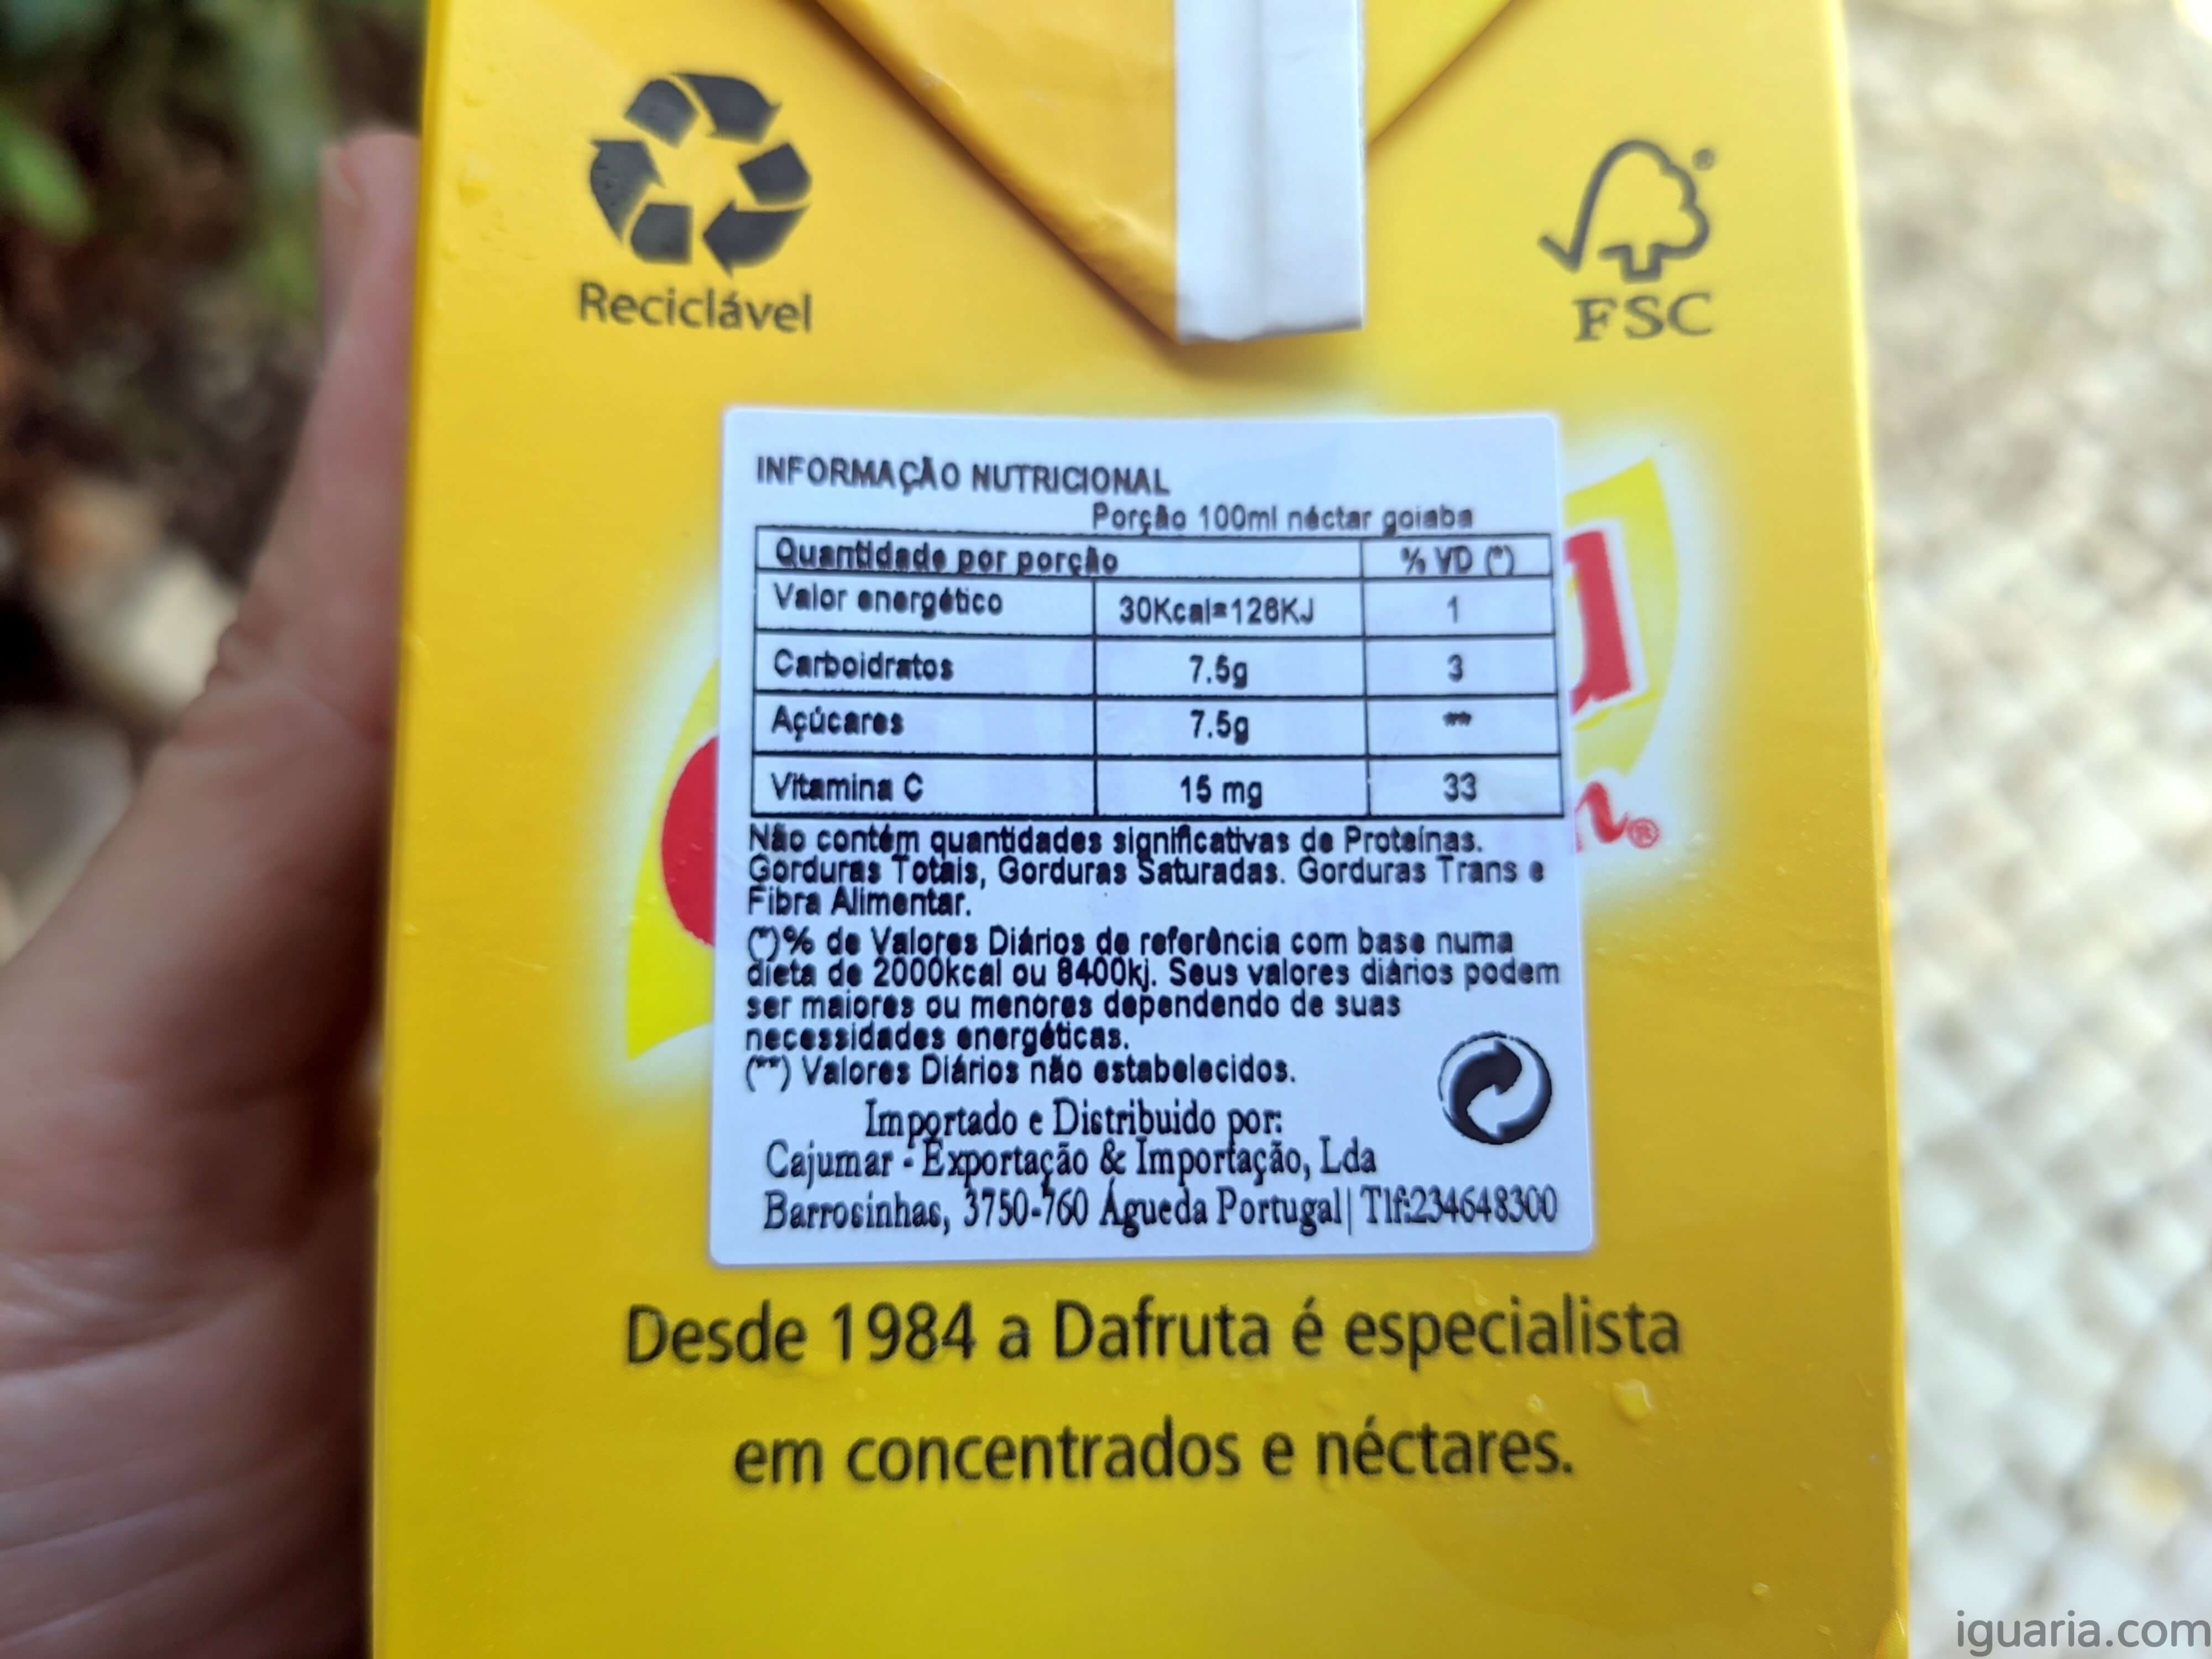 Reciclável
FSC
INFORMAÇÃO NUTRICIONAL
Porção 100ml néctar goiaba
Quantidade por porção % VD (*)
Valor energético 30Kcal=126KJ 1
Carboidratos 7.5g 3
Açúcares 7.5g **
Vitamina C 15 mg 33
Não contém quantidades significativas de Proteínas.
Gorduras Totais, Gorduras Saturadas. Gorduras Trans e
Fibra Alimentar.
(*)% de Valores Diários de referência com base numa
dieta de 2000kcal ou 8400kj. Seus valores diários podem
ser maiores ou menores dependendo de suas
necessidades energéticas.
(**) Valores Diários não estabelecidos.
Importado e Distribuido por:
Cajumar - Exportação & Importação, Lda
Barrosinhas, 3750-760 Águeda Portugal| Tlf:234648300
Desde 1984 a Dafruta é especialista
em concentrados e néctares.
iguaria.com